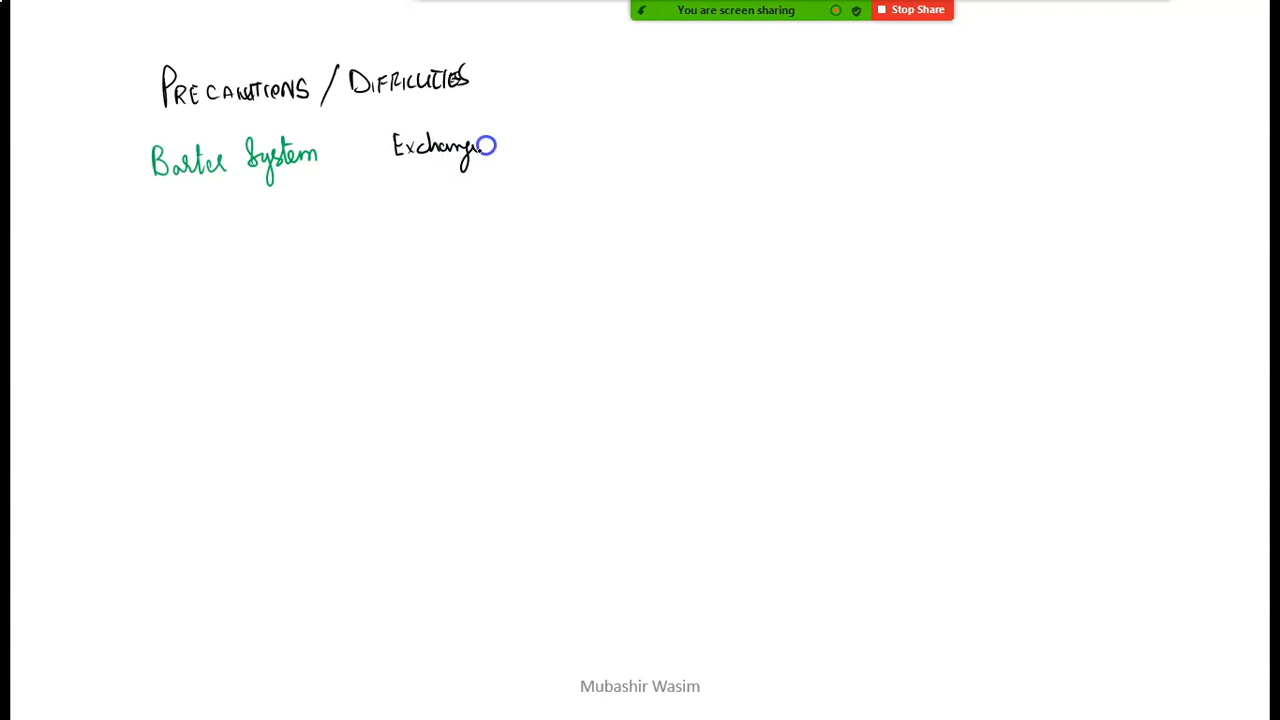 You are screen sharing Stop Share
PRECAUTIONS / DIFFICULTIES
Barter System Exchange
Mubashir Wasim